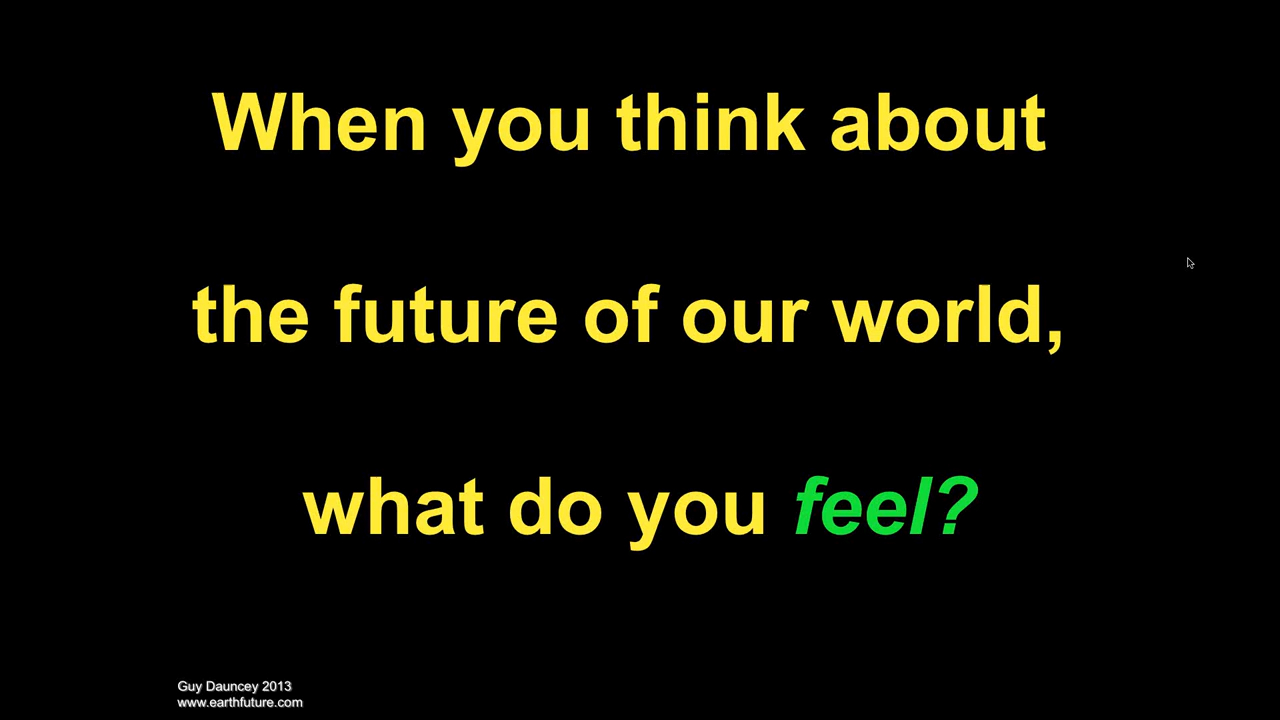 When you think about
the future of our world,
what do you feel?
Guy Dauncey 2013
www.earthfuture.com